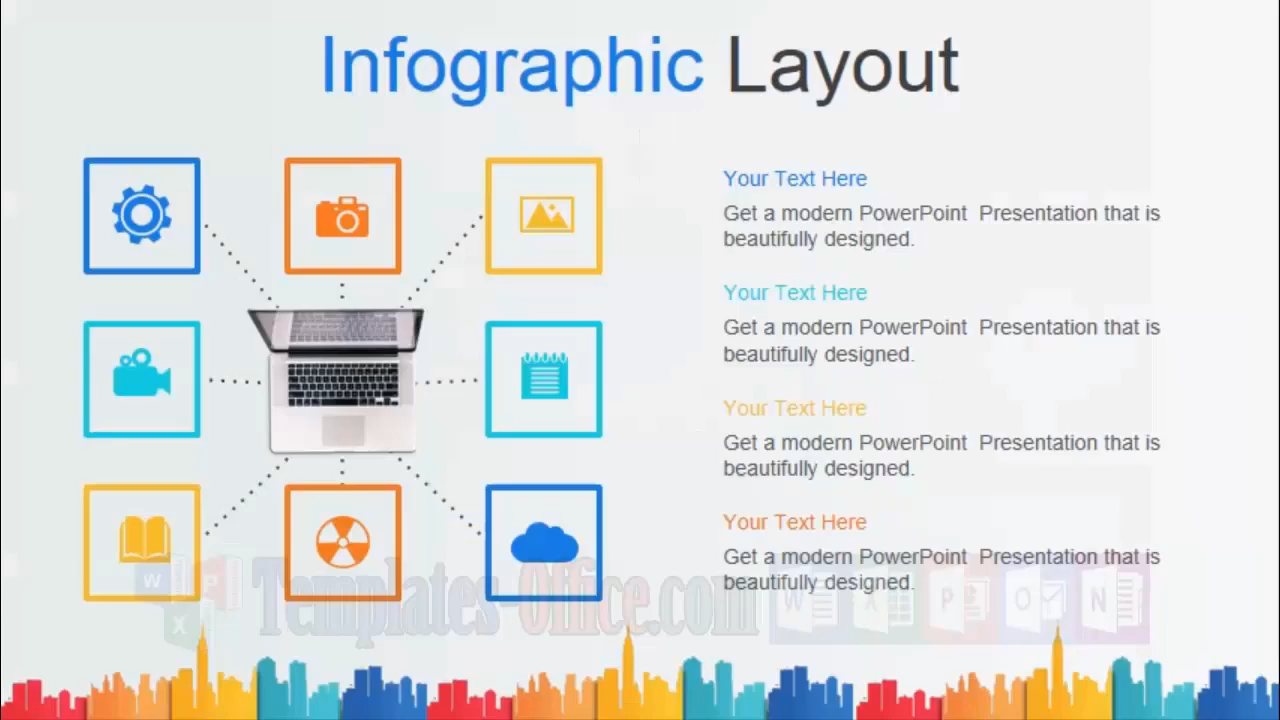 Infographic Layout
Your Text Here
Get a modern PowerPoint  Presentation that is
beautifully designed.
Your Text Here
Get a modern PowerPoint  Presentation that is
beautifully designed.
Your Text Here
Get a modern PowerPoint  Presentation that is
beautifully designed.
Your Text Here
Get a modern PowerPoint  Presentation that is
beautifully designed.
W P X
Templates-Office.com
W X P O N